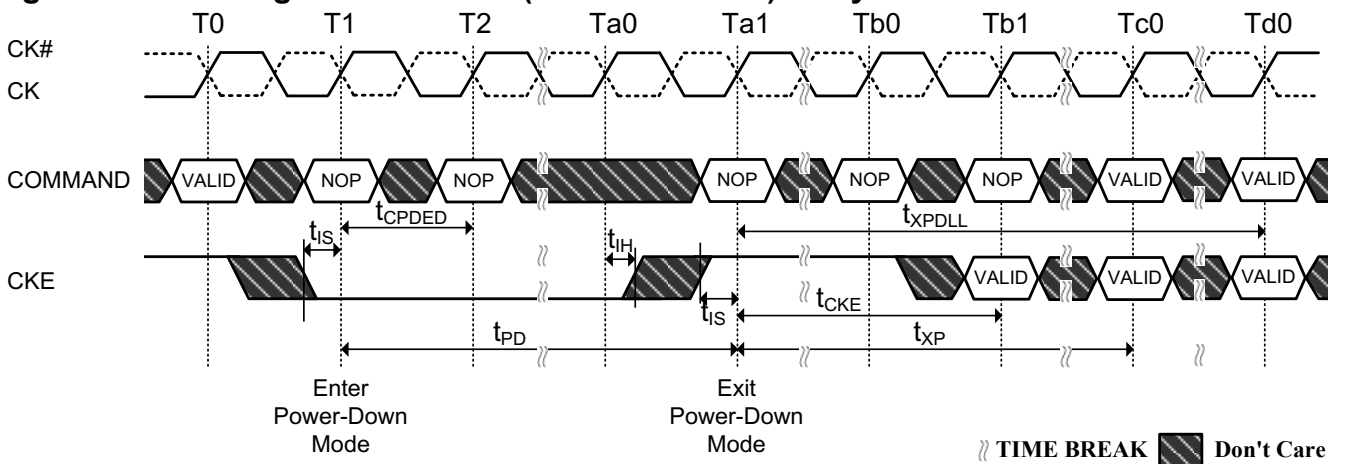 T0 T1 T2 Ta0 Ta1 Tb0 Tb1 Tc0 Td0
CK#
CK
COMMAND VALID NOP NOP NOP NOP NOP VALID VALID
tCPDED tXPDLL
tIS tIH
CKE VALID VALID VALID
tIS tCKE
tPD tXP
Enter Power-Down Mode
Exit Power-Down Mode
TIME BREAK Don't Care